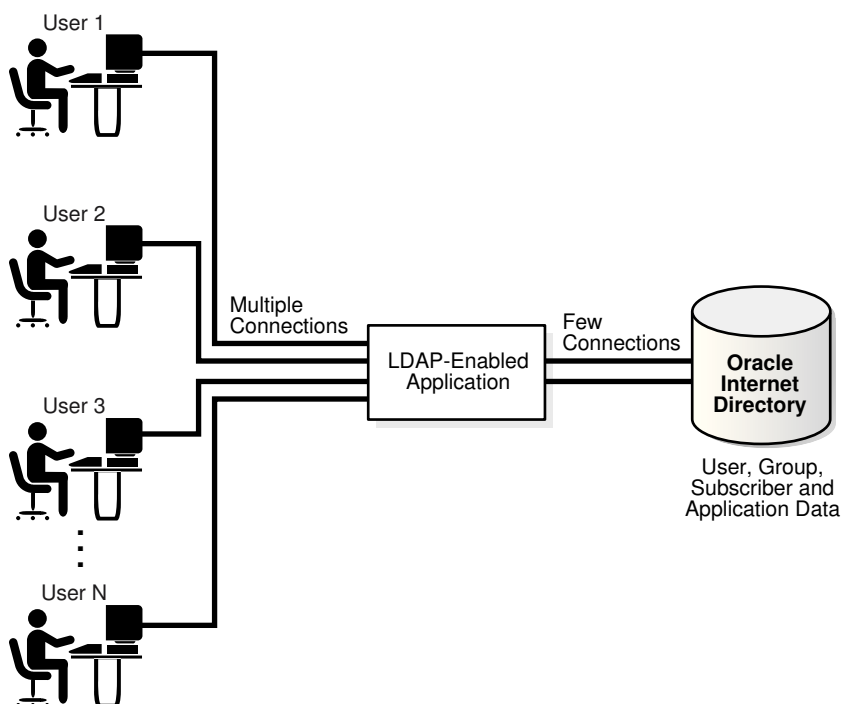 User 1
User 2
Multiple
Connections
Few
Connections
LDAP-Enabled
Application
Oracle
Internet
Directory
User 3
User, Group,
Subscriber and
Application Data
User N